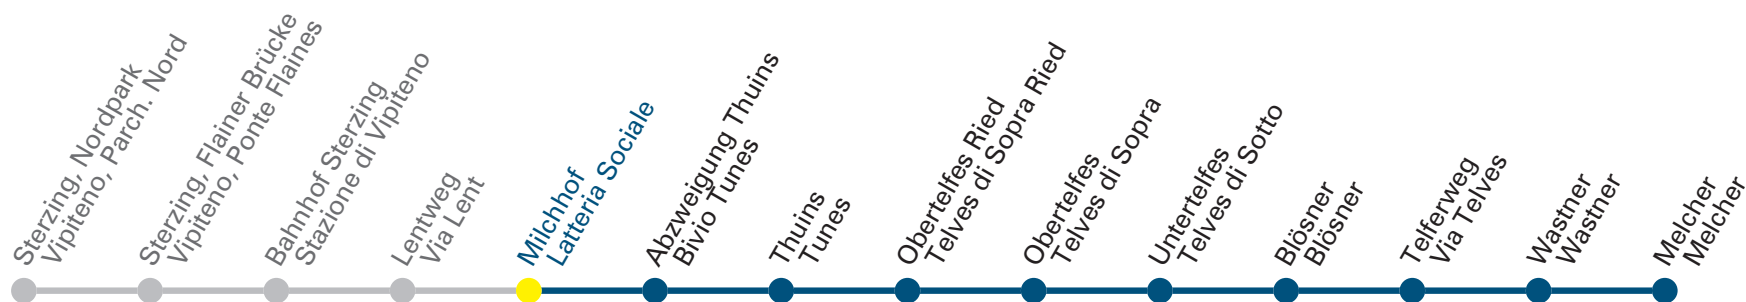 Sterzing, Nordpark
Vipiteno, Parch. Nord
Sterzing, Flainer Brücke
Vipiteno, Ponte Flaines
Bahnhof Sterzing
Stazione di Vipiteno
Lentweg
Via Lent
Milchhof
Latteria Sociale
Abzweigung Thuins
Bivio Tunes
Thuins
Tunes
Obertelfes Ried
Telves di Sopra Ried
Obertelfes
Telves di Sopra
Untertelfes
Telves di Sotto
Blösner
Blösner
Telferweg
Via Telves
Wastner
Wastner
Melcher
Melcher